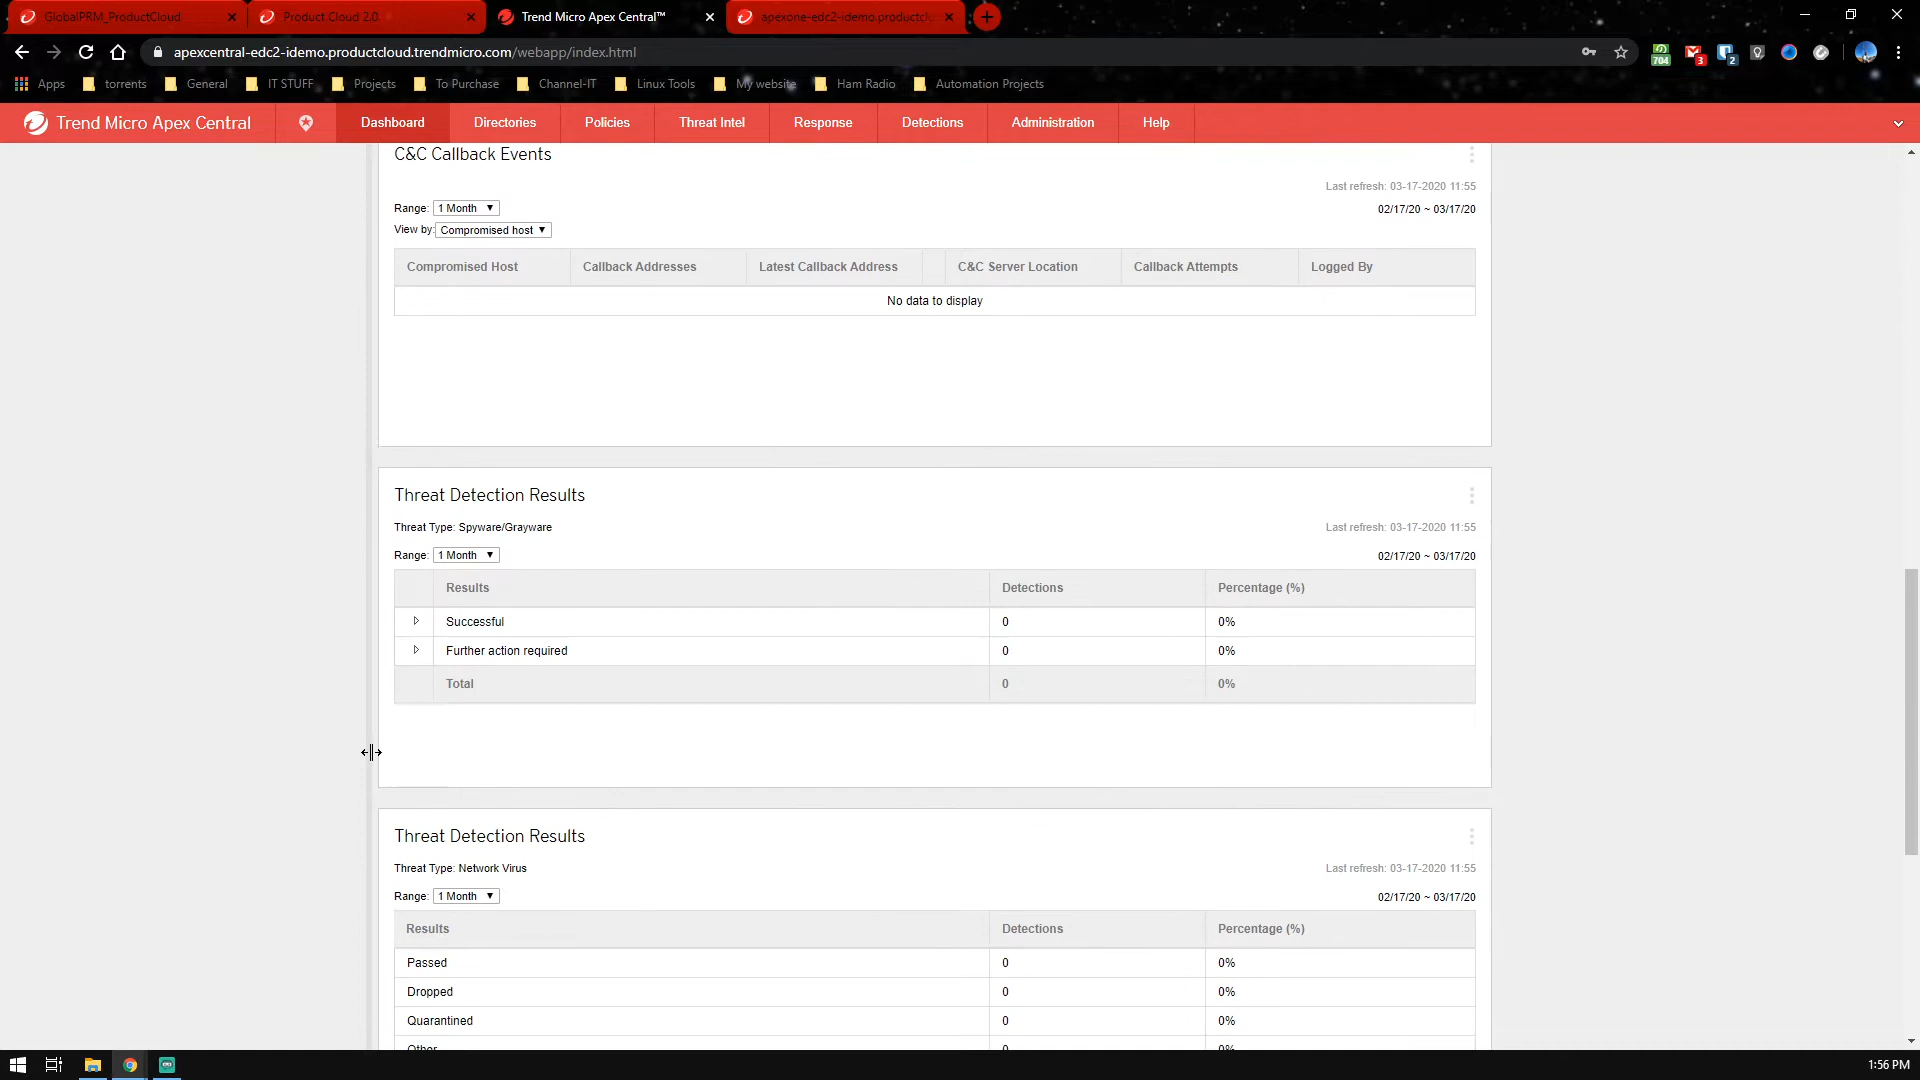 GlobalPRM_ProductCloud
Product Cloud 2.0
Trend Micro Apex Central™
apexone-edc2-idemo.productclo
apexcentral-edc2-idemo.productcloud.trendmicro.com/webapp/index.html
704
3
2
Apps
torrents
General
IT STUFF
Projects
To Purchase
Channel-IT
Linux Tools
My website
Ham Radio
Automation Projects
Trend Micro Apex Central
Dashboard
Directories
Policies
Threat Intel
Response
Detections
Administration
Help
C&C Callback Events
Last refresh: 03-17-2020 11:55
Range: 1 Month
02/17/20 ~ 03/17/20
View by: Compromised host
Compromised Host Callback Addresses Latest Callback Address C&C Server Location Callback Attempts Logged By
No data to display
Threat Detection Results
Threat Type: Spyware/Grayware
Last refresh: 03-17-2020 11:55
Range: 1 Month
02/17/20 ~ 03/17/20
Results Detections Percentage (%)
Successful 0 0%
Further action required 0 0%
Total 0 0%
Threat Detection Results
Threat Type: Network Virus
Last refresh: 03-17-2020 11:55
Range: 1 Month
02/17/20 ~ 03/17/20
Results Detections Percentage (%)
Passed 0 0%
Dropped 0 0%
Quarantined 0 0%
Other 0 0%
1:56 PM